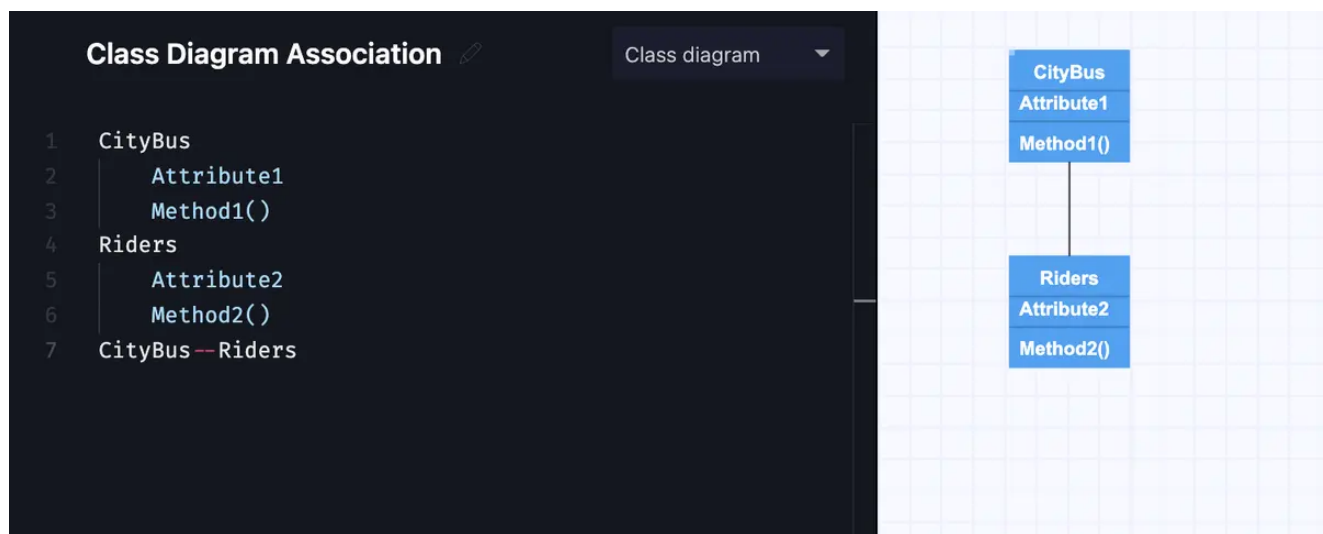 Class Diagram Association
Class diagram
1 CityBus
2 Attribute1
3 Method1()
4 Riders
5 Attribute2
6 Method2()
7 CityBus--Riders
CityBus
Attribute1
Method1()
Riders
Attribute2
Method2()